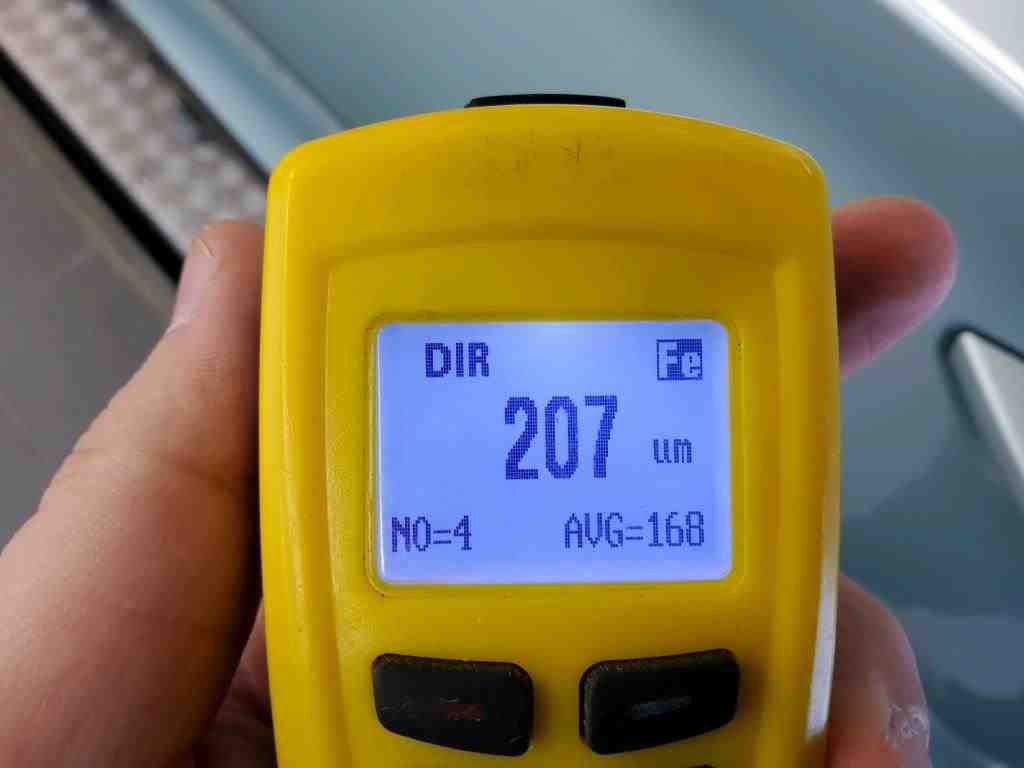 DIR Fe
207 um
NO=4 AVG=168